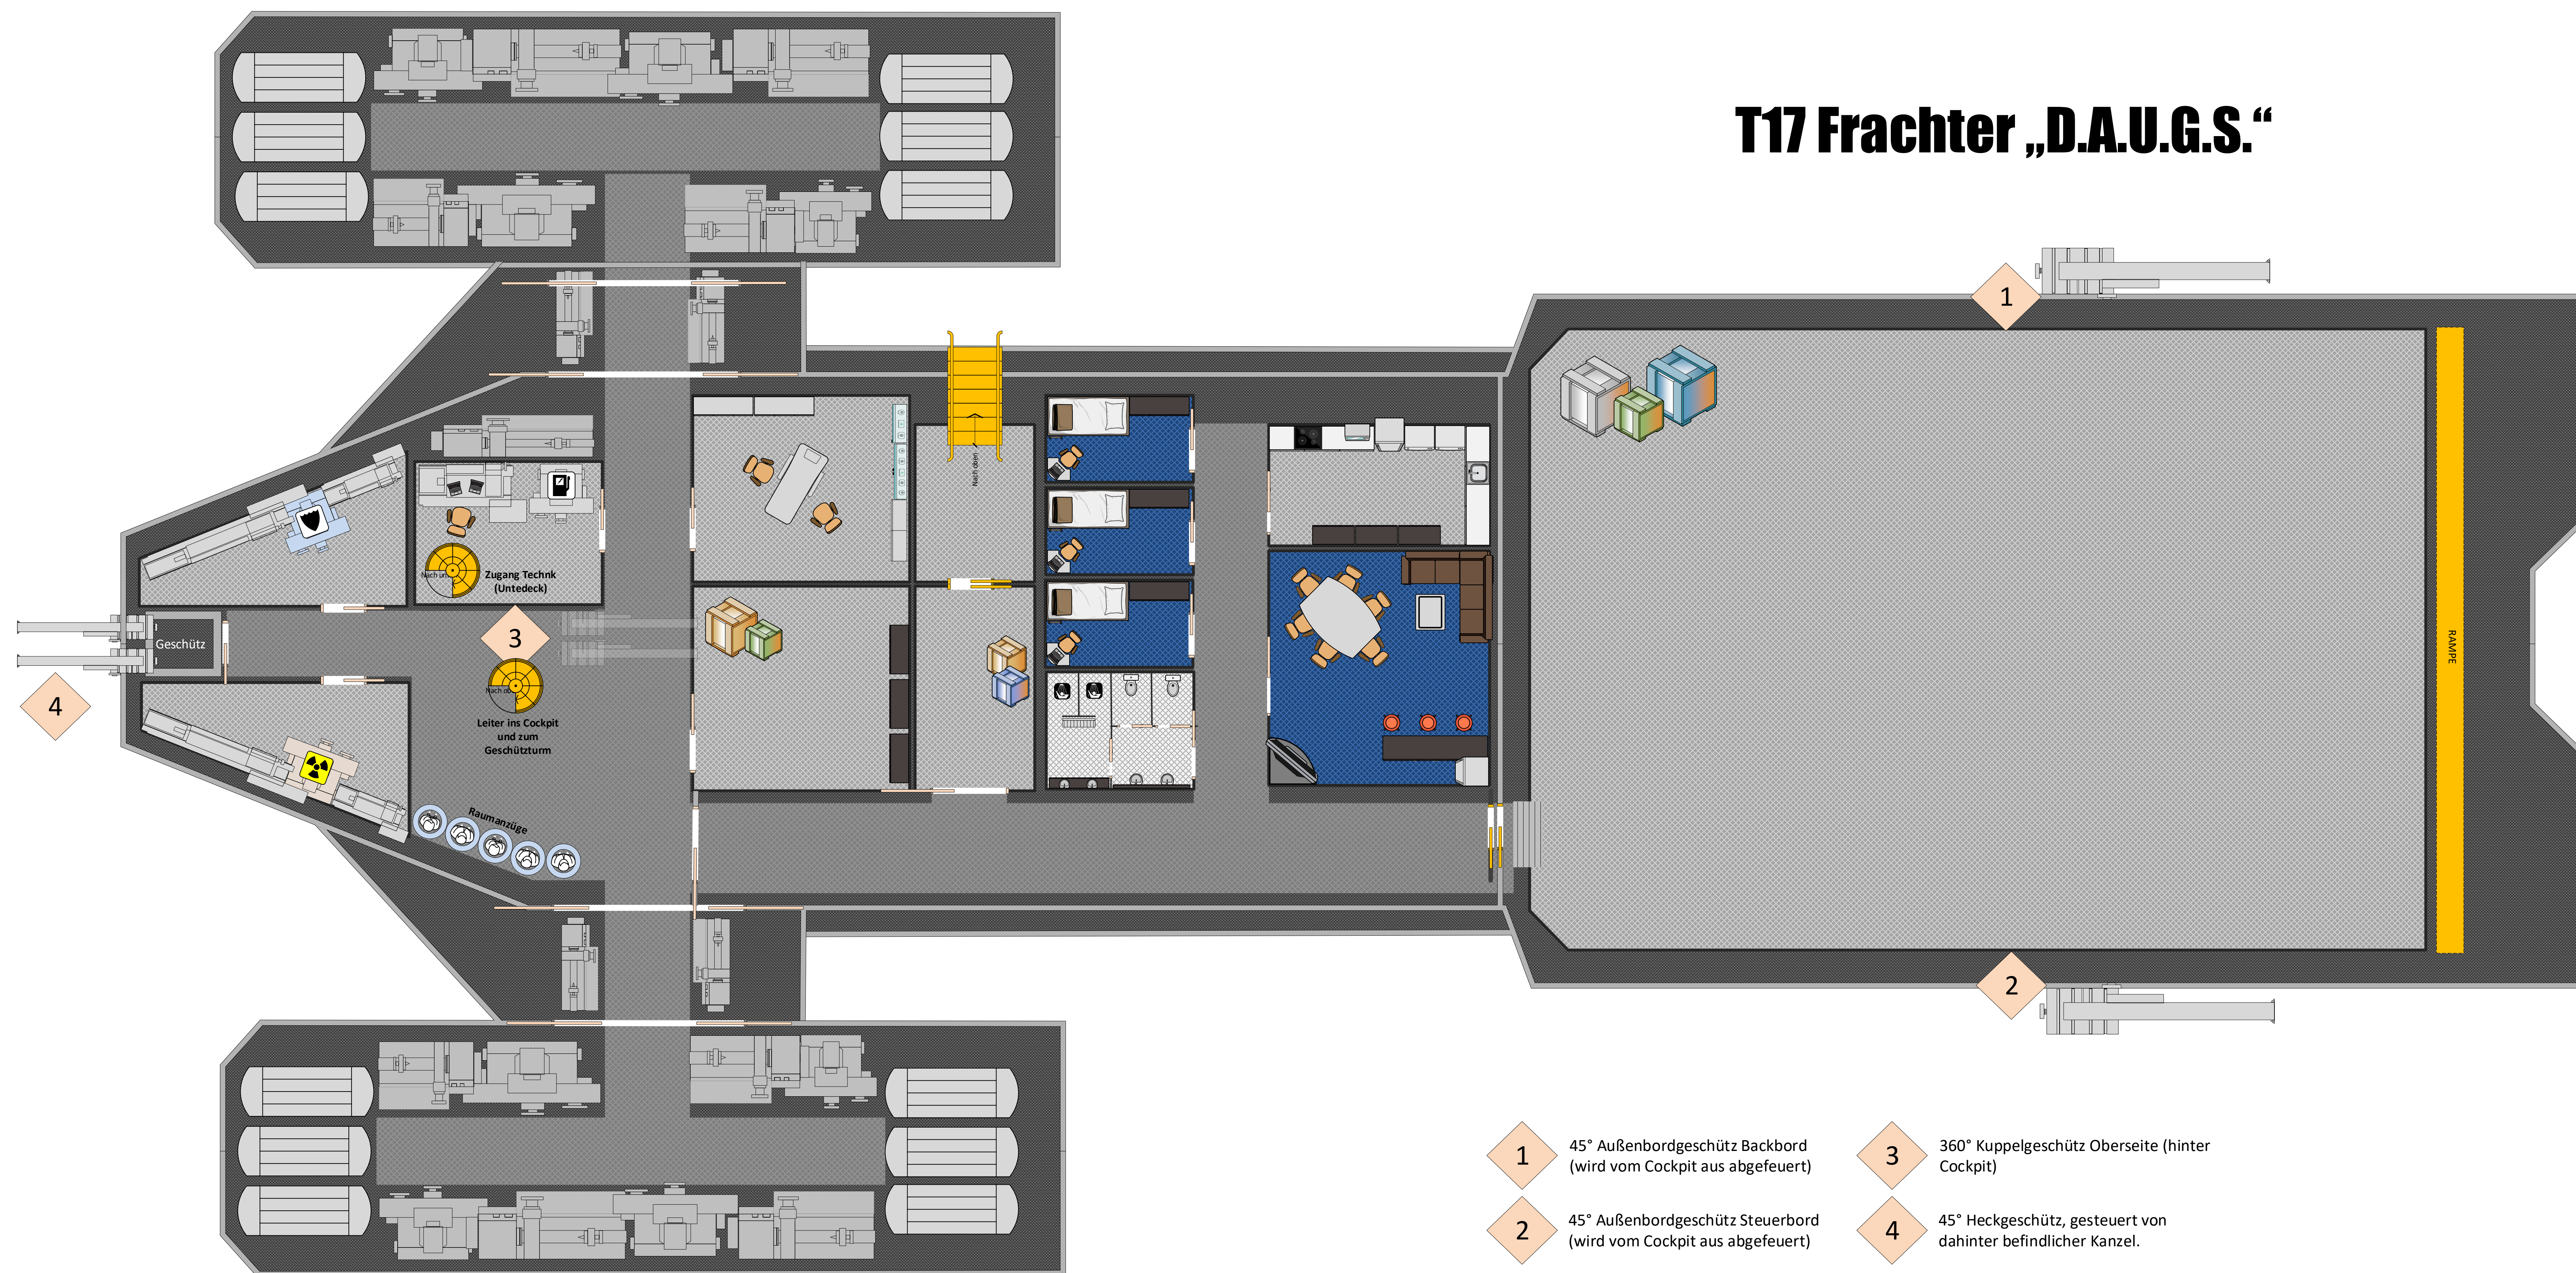 T17 Frachter „D.A.U.G.S.“
1
Nach oben
Zugang Technk
(Untedeck)
Geschütz
3
4
Leiter ins Cockpit
und zum
Geschützturm
Raumanzüge
RAMPE
2
1
45° Außenbordgeschütz Backbord
(wird vom Cockpit aus abgefeuert)
2
45° Außenbordgeschütz Steuerbord
(wird vom Cockpit aus abgefeuert)
3
360° Kuppelgeschütz Oberseite (hinter
Cockpit)
4
45° Heckgeschütz, gesteuert von
dahinter befindlicher Kanzel.